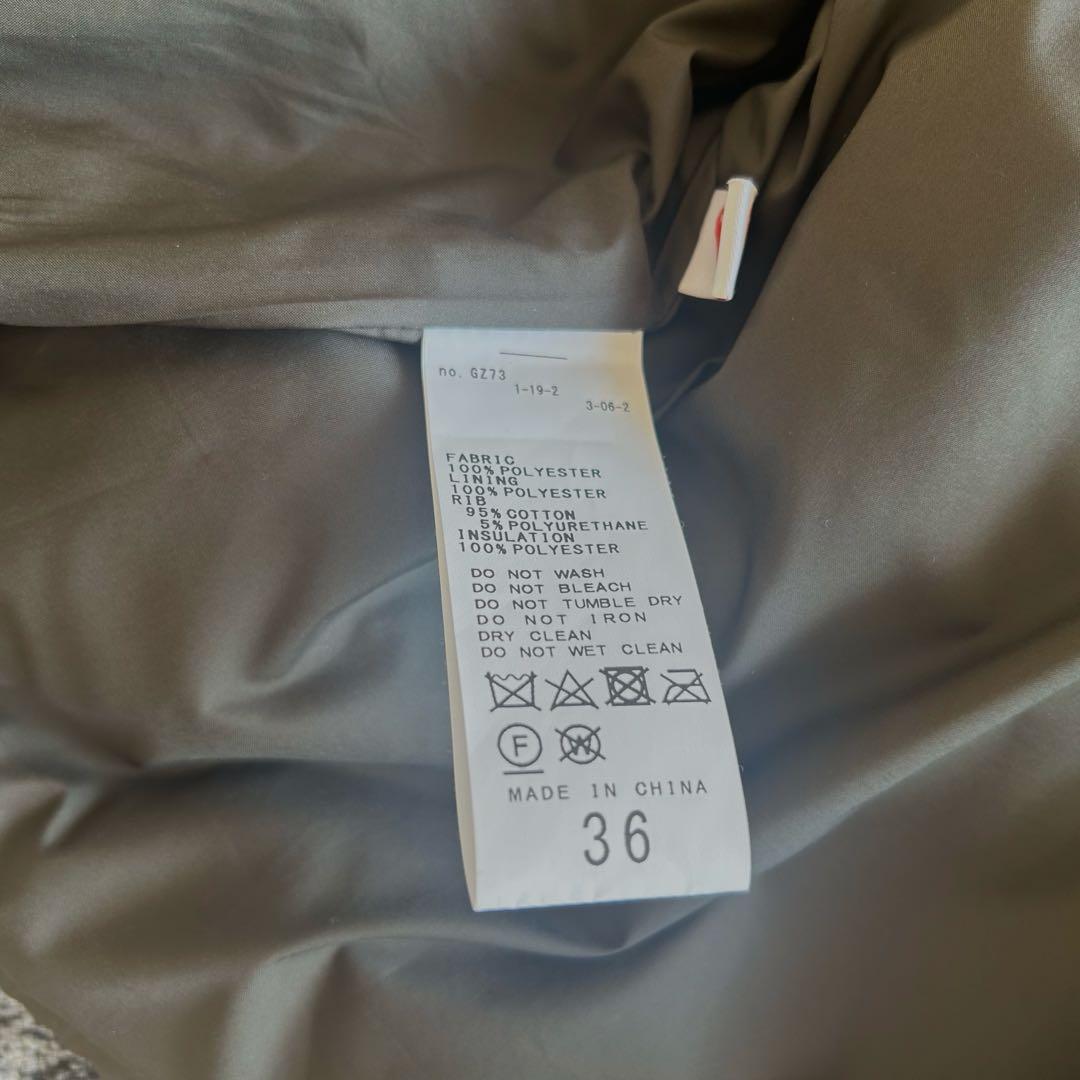 no. GZ73
1-19-2
3-06-2
FABRIC
100% POLYESTER
LINING
100% POLYESTER
RIB
95% COTTON
5% POLYURETHANE
INSULATION
100% POLYESTER
DO NOT WASH
DO NOT BLEACH
DO NOT TUMBLE DRY
DO NOT IRON
DRY CLEAN
DO NOT WET CLEAN
F W
MADE IN CHINA
36